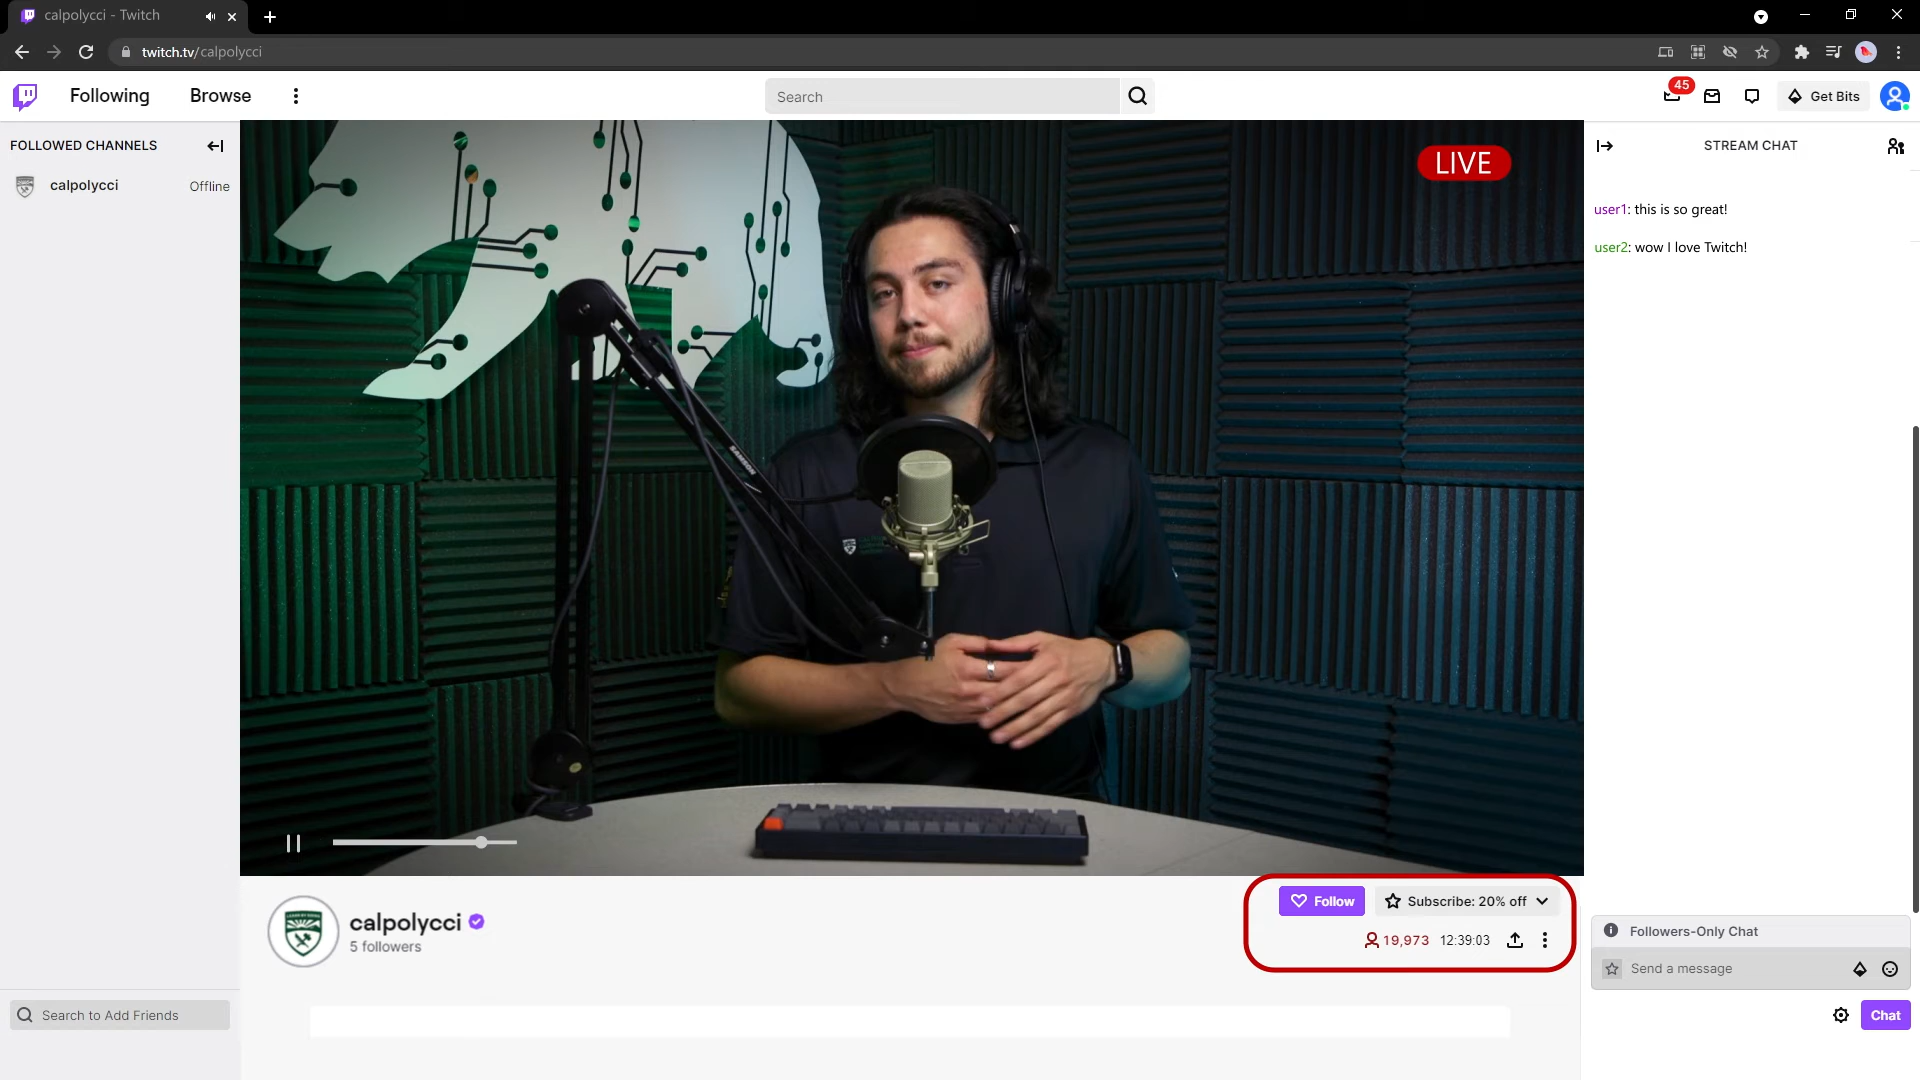 calpolycci - Twitch
twitch.tv/calpolycci
Following
Browse
Search
45
Get Bits
FOLLOWED CHANNELS
calpolycci
Offline
LIVE
STREAM CHAT
user1: this is so great!
user2: wow I love Twitch!
SAMSON
calpolycci
5 followers
Follow
Subscribe: 20% off
19,973 12:39:03
Followers-Only Chat
Send a message
Chat
Search to Add Friends